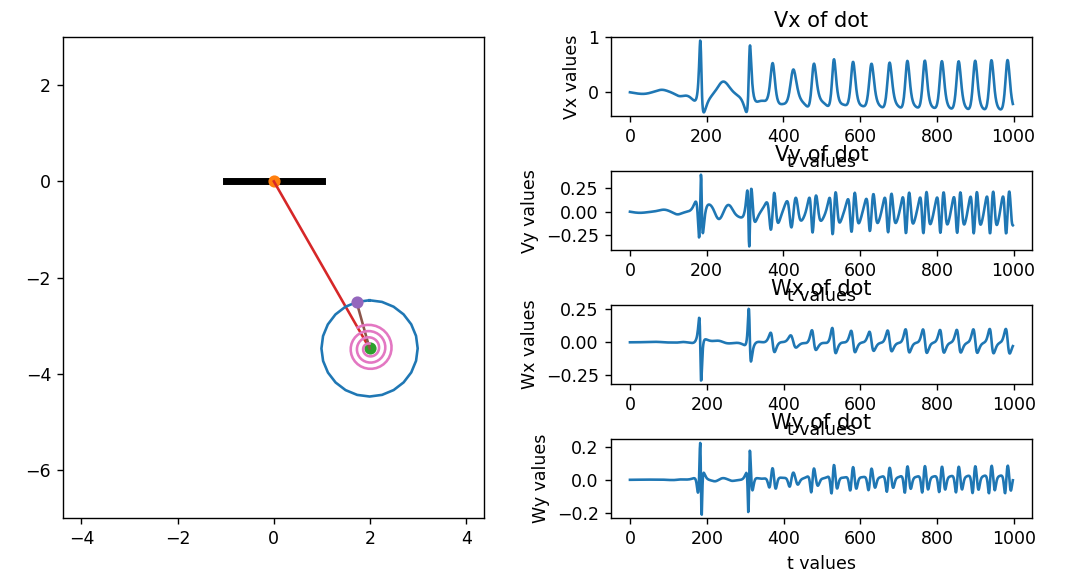 2
0
−2
−4
−6
−4 −2 0 2 4
Vx of dot
Vx values
1
0
0 200 400 600 800 1000
t values
Vy of dot
Vy values
0.25
0.00
−0.25
0 200 400 600 800 1000
t values
Wx of dot
Wx values
0.25
0.00
−0.25
0 200 400 600 800 1000
t values
Wy of dot
Wy values
0.2
0.0
−0.2
0 200 400 600 800 1000
t values